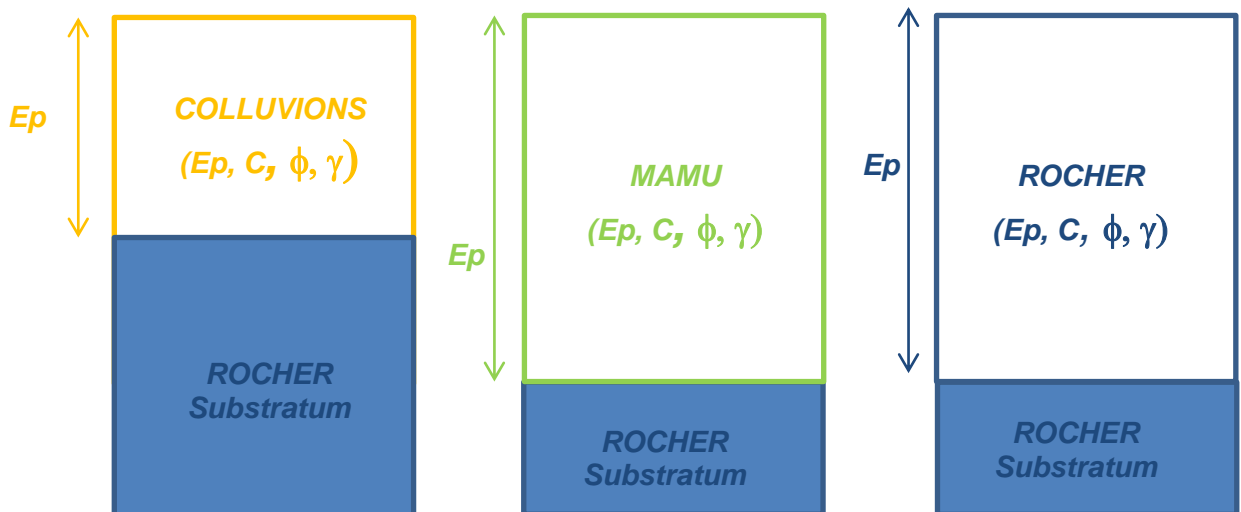 Ep
COLLUVIONS
(Ep, C, ϕ, γ)
ROCHER
Substratum
Ep
MAMU
(Ep, C, ϕ, γ)
ROCHER
Substratum
Ep
ROCHER
(Ep, C, ϕ, γ)
ROCHER
Substratum